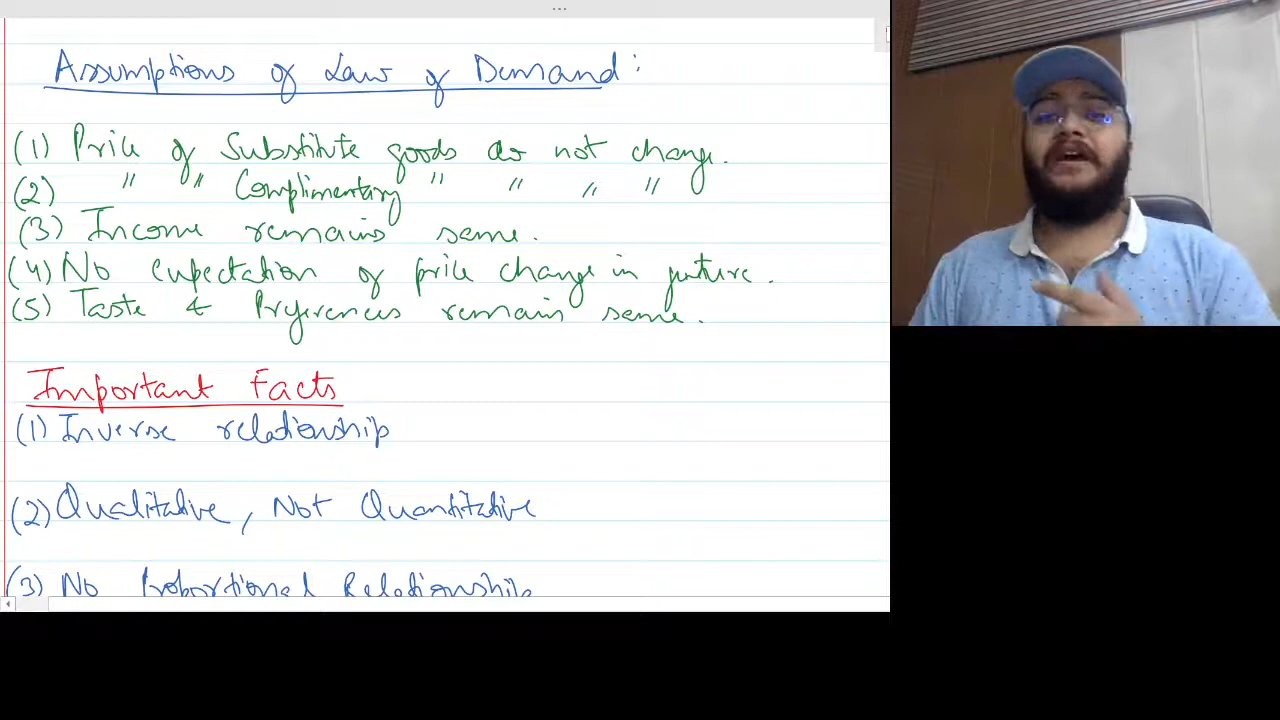 Assumptions of Law of Demand:
(1) Price of Substitute goods do not change.
(2) " " Complimentary " " " "
(3) Income remains same.
(4) No expectation of price change in future.
(5) Taste & Preferences remain same.
Important Facts
(1) Inverse relationship
(2) Qualitative, Not Quantitative
(3) No Proportional Relationship